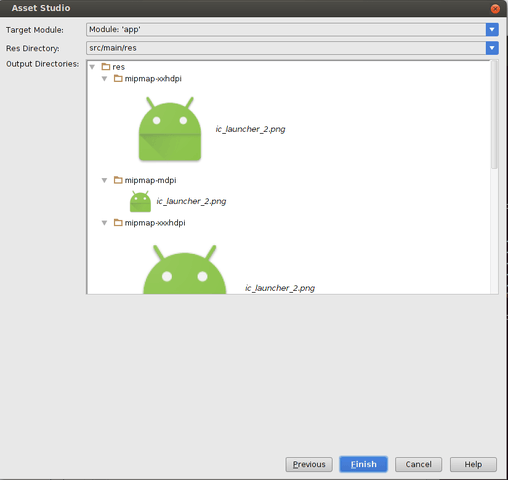 Asset Studio
Target Module: Module: 'app'
Res Directory: src/main/res
Output Directories: res
mipmap-xxhdpi
ic_launcher_2.png
mipmap-mdpi
ic_launcher_2.png
mipmap-xxxhdpi
ic_launcher_2.png
Previous Finish Cancel Help